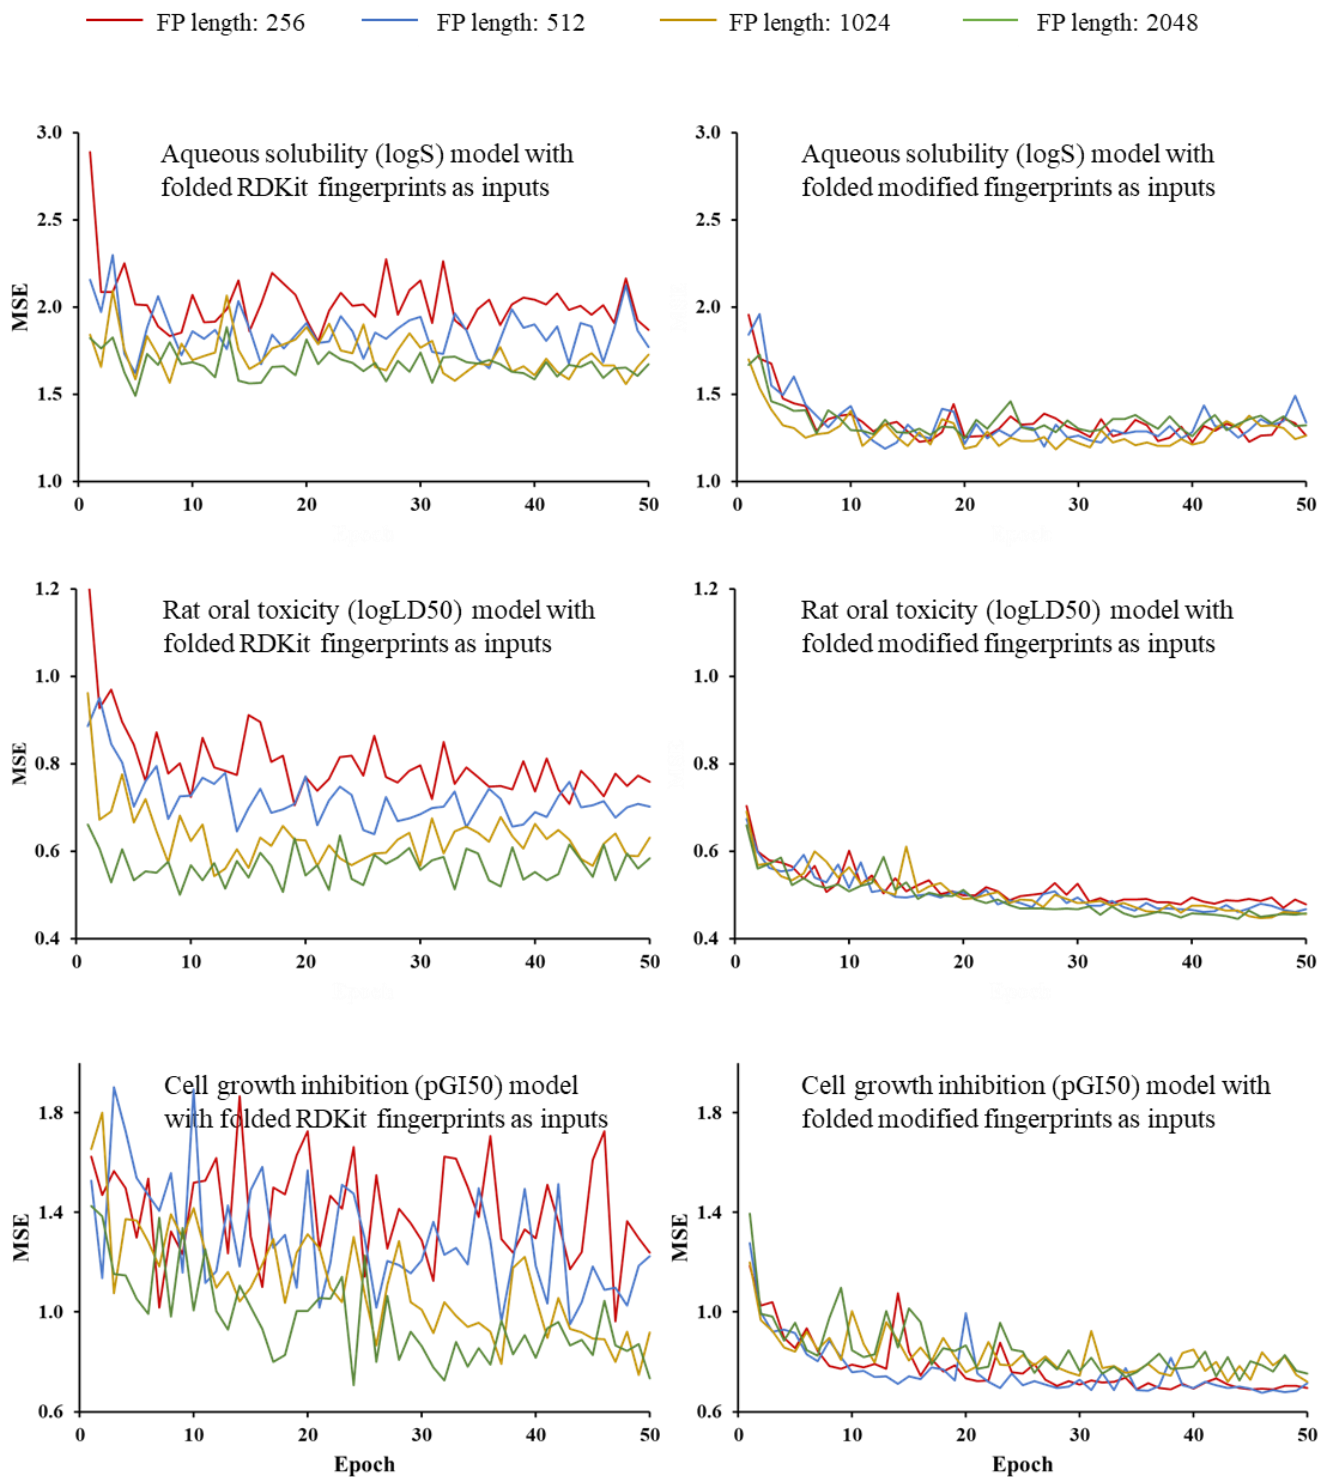 FP length: 256 FP length: 512 FP length: 1024 FP length: 2048
Aqueous solubility (logS) model with
folded RDKit fingerprints as inputs
MSE
3.0
2.5
2.0
1.5
1.0
0 10 20 30 40 50
Aqueous solubility (logS) model with
folded modified fingerprints as inputs
3.0
2.5
2.0
1.5
1.0
0 10 20 30 40 50
Rat oral toxicity (logLD50) model with
folded RDKit fingerprints as inputs
MSE
1.2
1.0
0.8
0.6
0.4
0 10 20 30 40 50
Rat oral toxicity (logLD50) model with
folded modified fingerprints as inputs
1.2
1.0
0.8
0.6
0.4
0 10 20 30 40 50
Cell growth inhibition (pGI50) model
with folded RDKit fingerprints as inputs
MSE
1.8
1.4
1.0
0.6
0 10 20 30 40 50
Epoch
Cell growth inhibition (pGI50) model with
folded modified fingerprints as inputs
MSE
1.8
1.4
1.0
0.6
0 10 20 30 40 50
Epoch